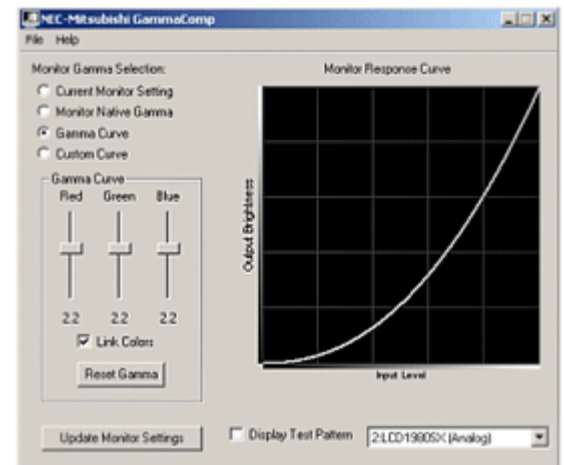 NEC-Mitsubishi GammaComp
File Help
Monitor Gamma Selection:
Current Monitor Setting
Monitor Native Gamma
Gamma Curve
Custom Curve
Gamma Curve
Red Green Blue
2.2 2.2 2.2
Link Colors
Reset Gamma
Update Monitor Settings
Monitor Response Curve
Output Brightness
Input Level
Display Test Pattern
2:LCD1980SX (Analog)